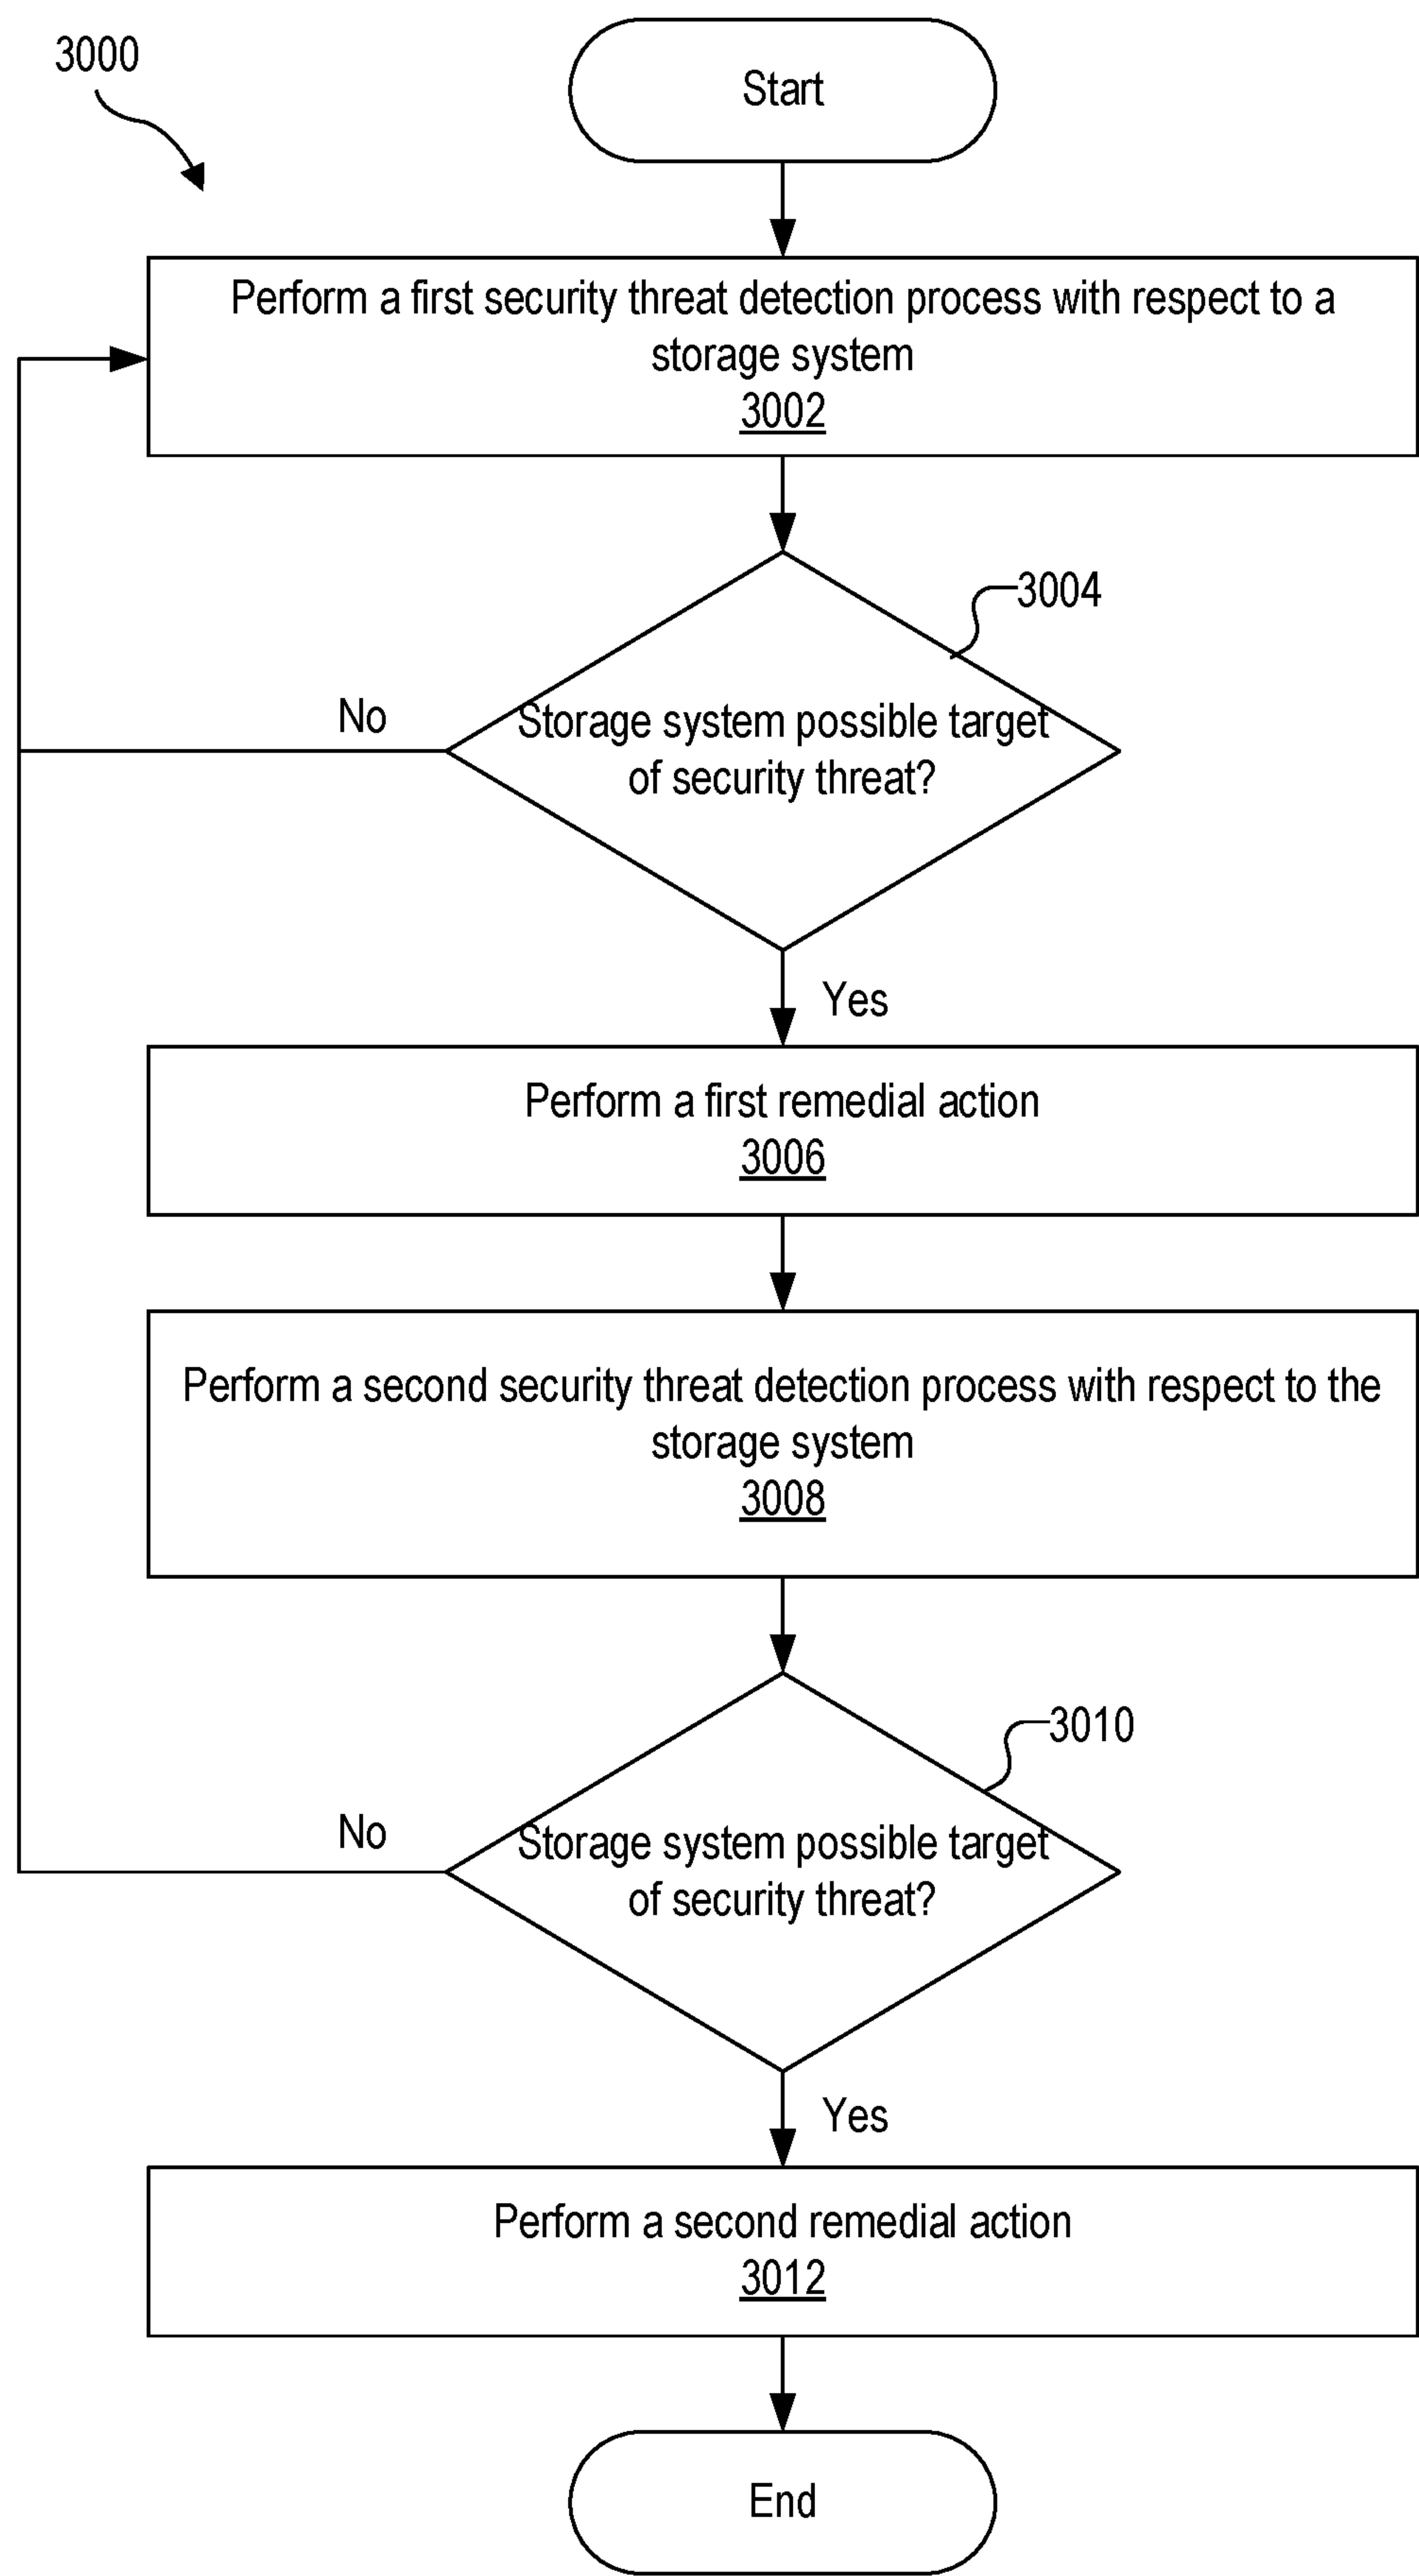 3000
Start
Perform a first security threat detection process with respect to a
storage system
3002
3004
Storage system possible target
of security threat?
No
Yes
Perform a first remedial action
3006
Perform a second security threat detection process with respect to the
storage system
3008
3010
Storage system possible target
of security threat?
No
Yes
Perform a second remedial action
3012
End